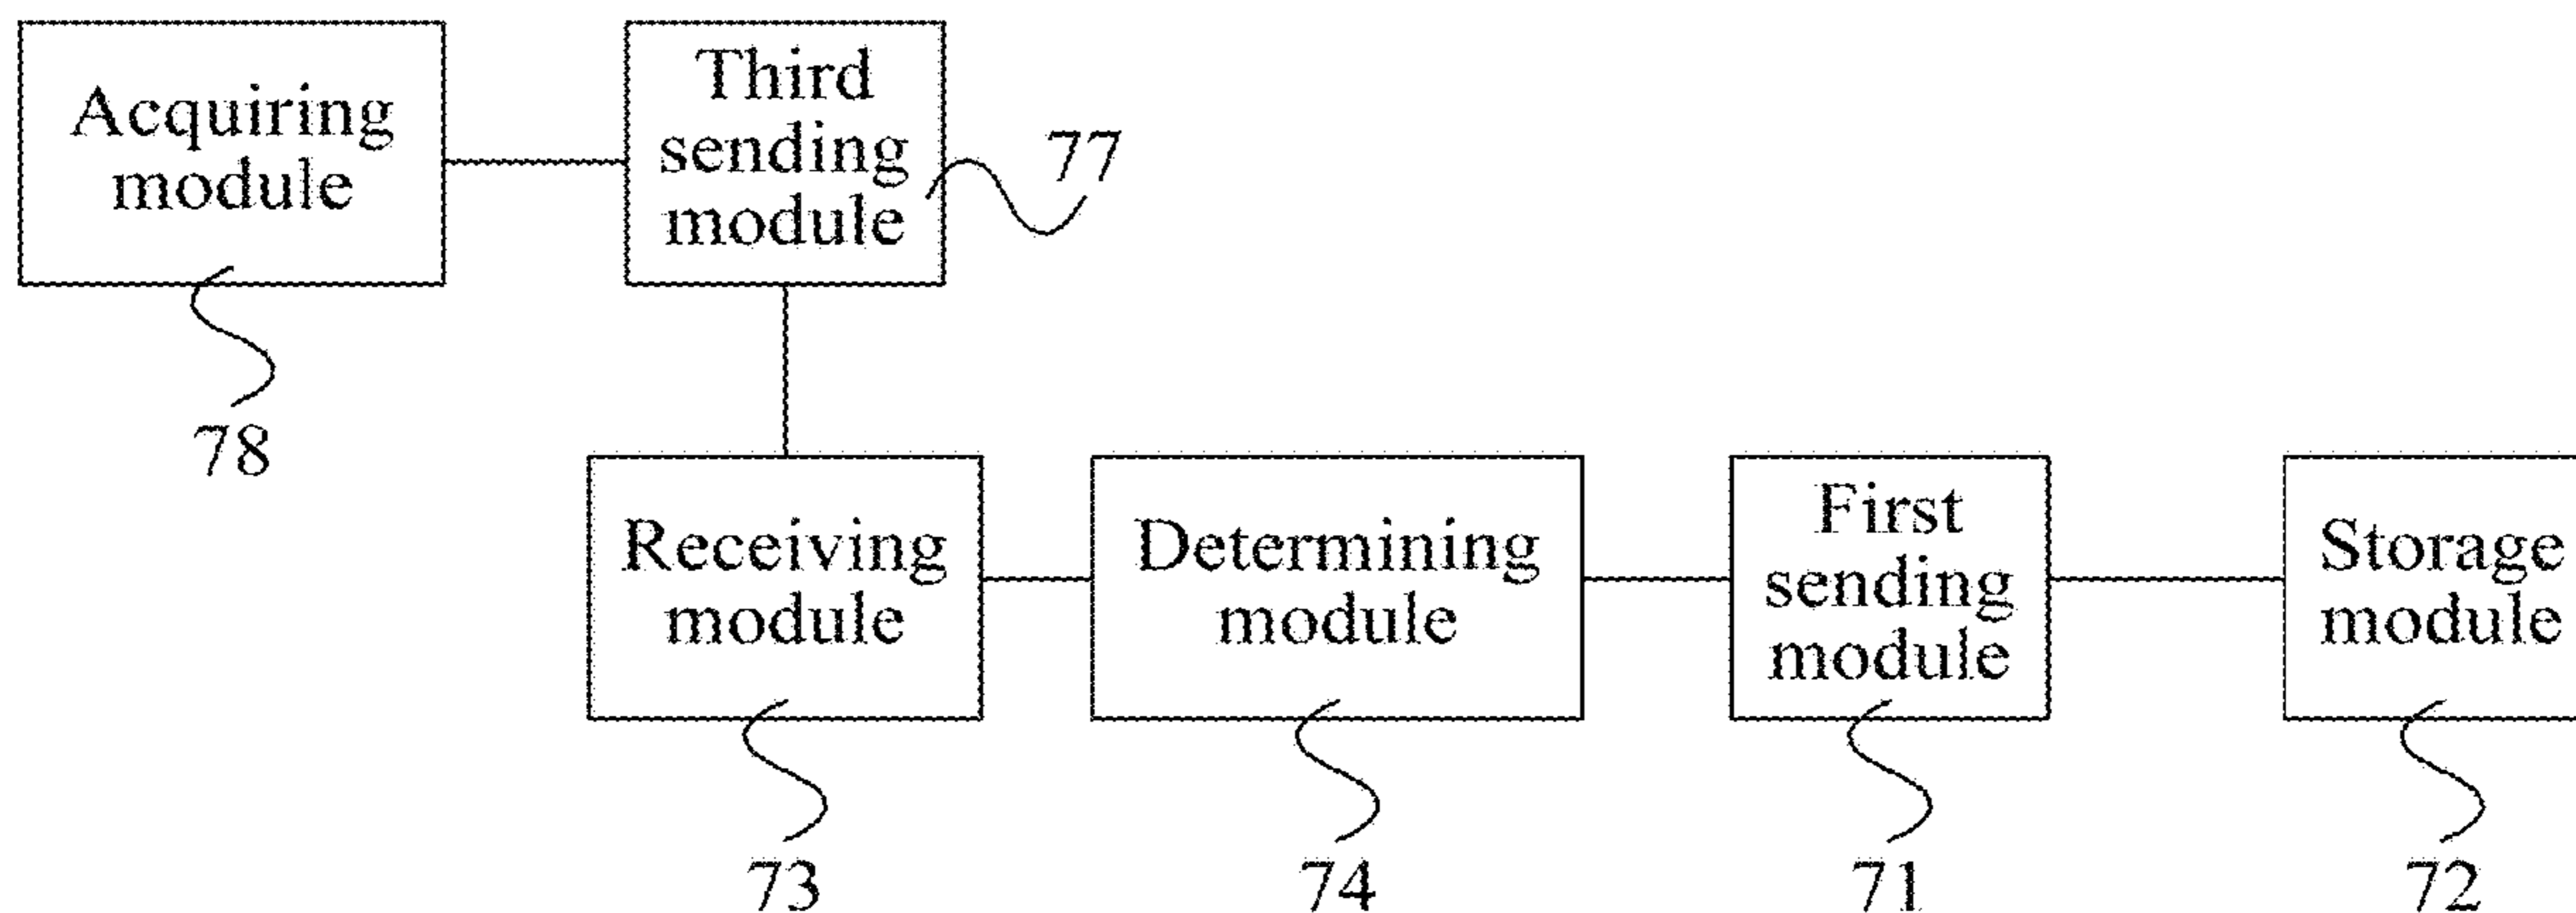 Acquiring
module
Third
sending
module
77
78
Receiving
module
Determining
module
First
sending
module
Storage
module
73
74
71
72